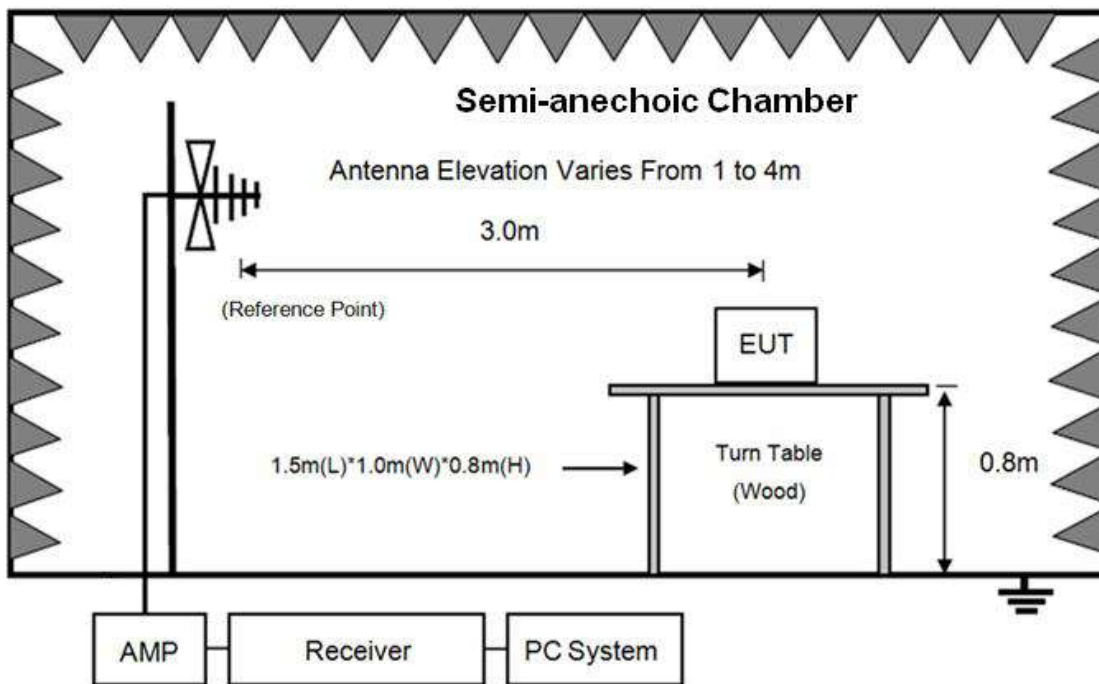 Semi-anechoic Chamber
Antenna Elevation Varies From 1 to 4m
3.0m
(Reference Point)
EUT
1.5m(L)*1.0m(W)*0.8m(H)
Turn Table
(Wood)
0.8m
AMP
Receiver
PC System